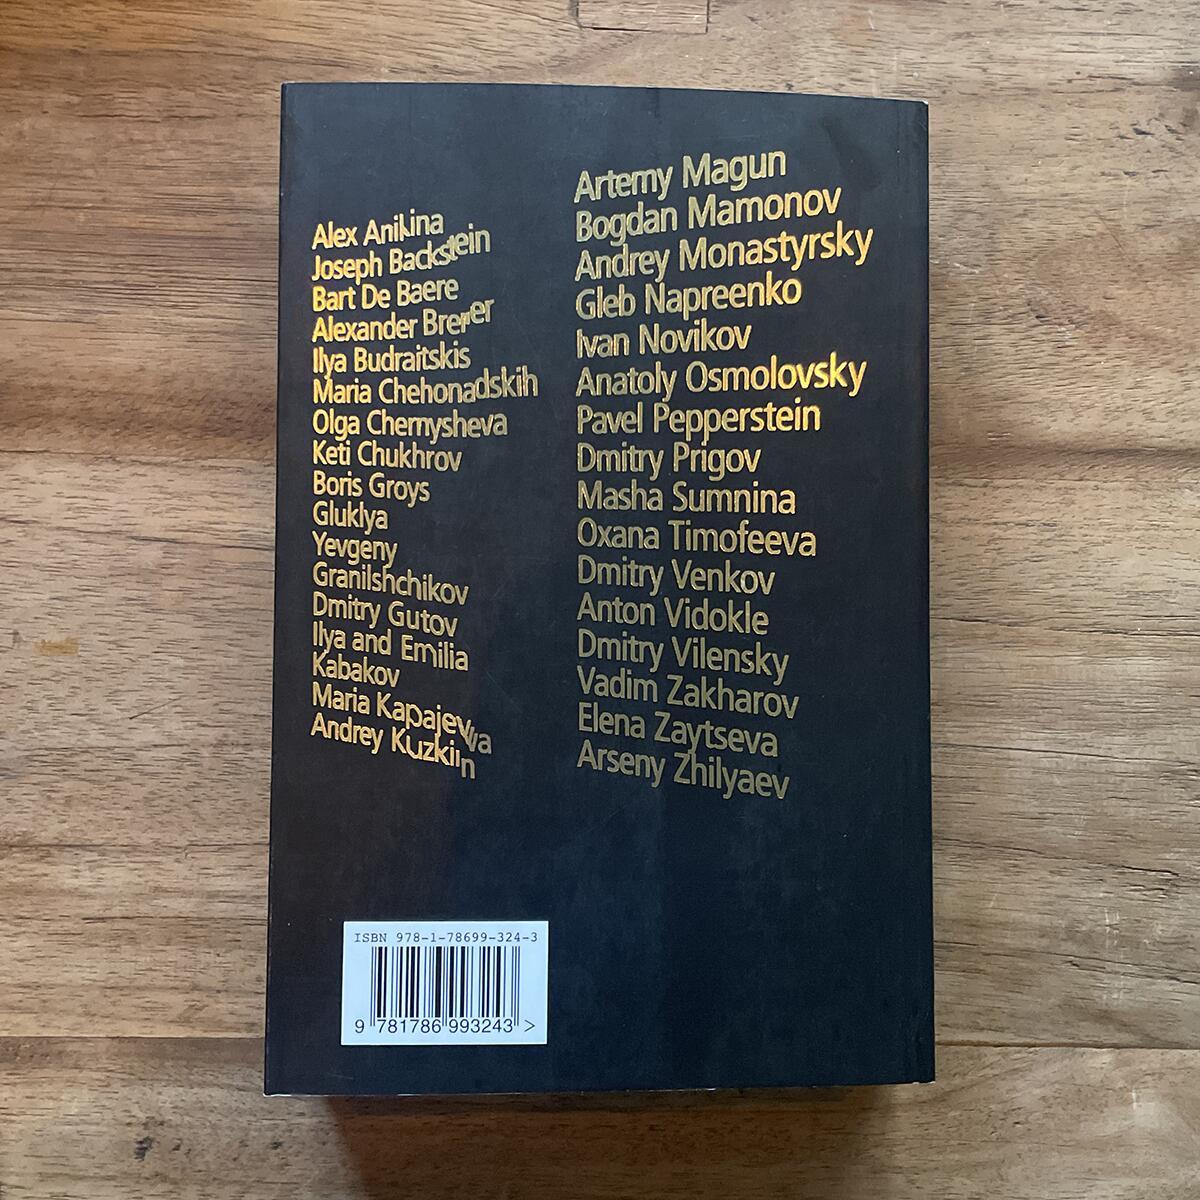 Alex Anikina
Joseph Backstein
Bart De Baere
Alexander Brener
Ilya Budraitskis
Maria Chehonadskih
Olga Chernysheva
Keti Chukhrov
Boris Groys
Gluklya
Yevgeny
Granilshchikov
Dmitry Gutov
Ilya and Emilia
Kabakov
Maria Kapajeva
Andrey Kuzkin
Artemy Magun
Bogdan Mamonov
Andrey Monastyrsky
Gleb Napreenko
Ivan Novikov
Anatoly Osmolovsky
Pavel Pepperstein
Dmitry Prigov
Masha Sumnina
Oxana Timofeeva
Dmitry Venkov
Anton Vidokle
Dmitry Vilensky
Vadim Zakharov
Elena Zaytseva
Arseny Zhilyaev
ISBN 978-1-78699-324-3
9 781786 993243 >